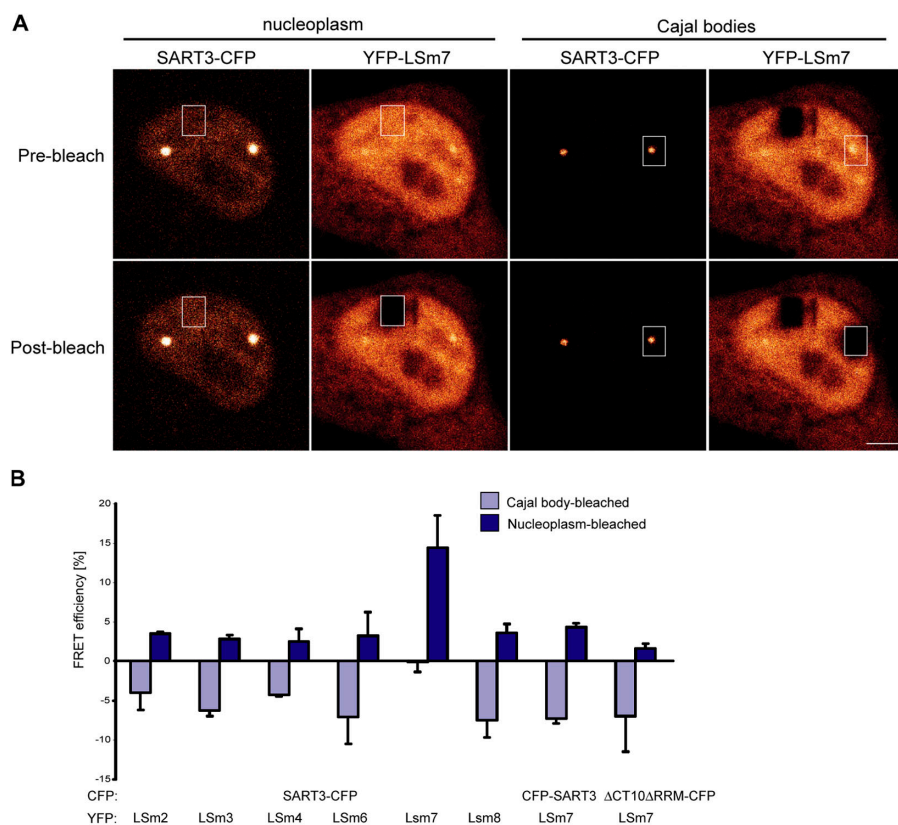 A
nucleoplasm
Cajal bodies
SART3-CFP YFP-LSm7 SART3-CFP YFP-LSm7
Pre-bleach
Post-bleach
B
Cajal body-bleached
Nucleoplasm-bleached
FRET efficiency [%]
20
15
10
5
0
-5
-10
-15
CFP: SART3-CFP CFP-SART3 ΔCT10ΔRRM-CFP
YFP: LSm2 LSm3 LSm4 LSm6 Lsm7 Lsm8 LSm7 LSm7